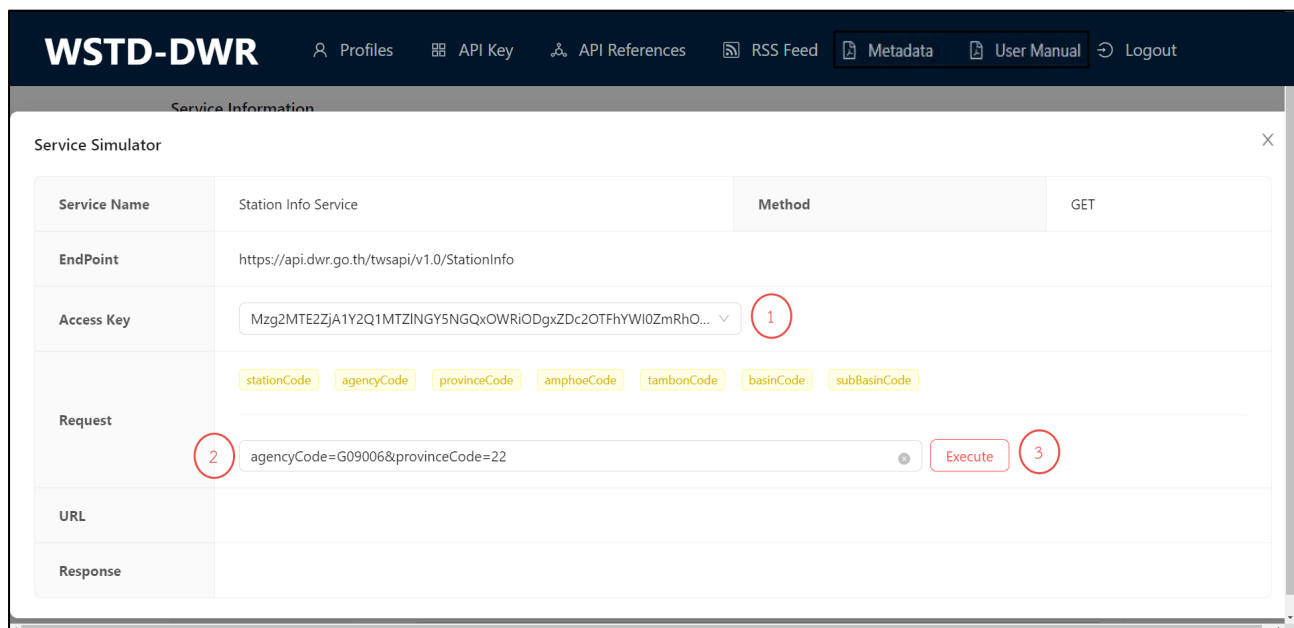 WSTD-DWR Profiles API Key API References RSS Feed Metadata User Manual Logout
Service Information
Service Simulator
Service Name Station Info Service Method GET
EndPoint https://api.dwr.go.th/twsapi/v1.0/StationInfo
Access Key Mzg2MTE2ZjA1Y2Q1MTZlNGY5NGQxOWRiODgxZDc2OTFhYWI0ZmRhO... 1
stationCode agencyCode provinceCode amphoeCode tambonCode basinCode subBasinCode
Request
2 agencyCode=G09006&provinceCode=22 Execute 3
URL
Response